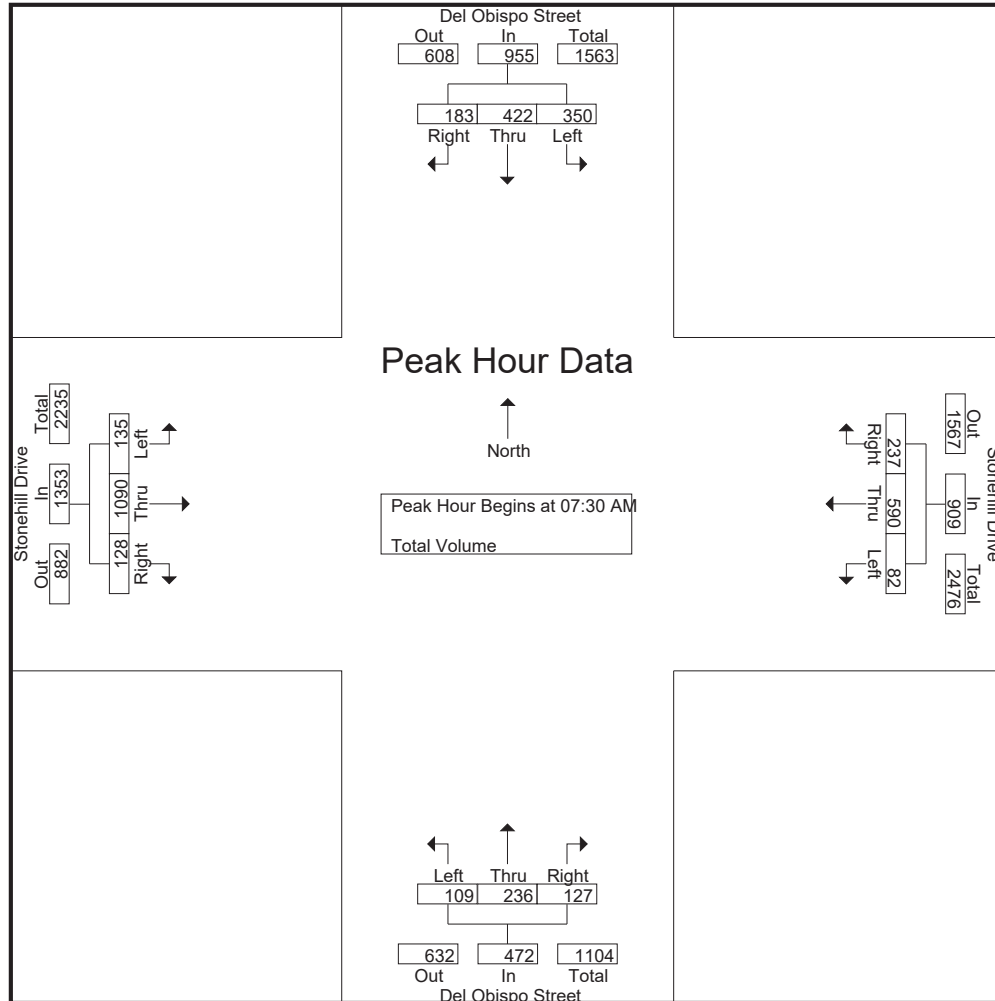 Del Obispo Street
Out In Total
608 955 1563
183 422 350
Right Thru Left
Peak Hour Data
North
Peak Hour Begins at 07:30 AM
Total Volume
Stonehill Drive
Total In Out
2235 1353 882
135 1090 128
Left Thru Right
Stonehill Drive
Out In Total
1567 909 2476
237 590 82
Right Thru Left
Left Thru Right
109 236 127
632 472 1104
Out In Total
Del Obispo Street